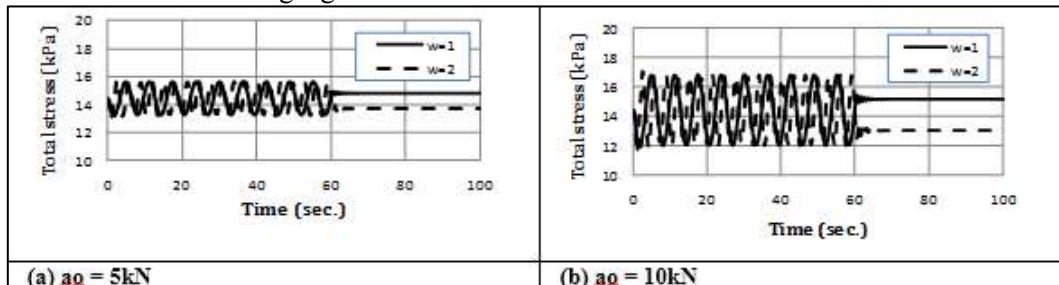 Total stress (kPa)
20
18
16
14
12
10
w=1
w=2
0 20 40 60 80 100
Time (sec.)
(a) ao = 5kN
Total stress (kPa)
20
18
16
14
12
10
w=1
w=2
0 20 40 60 80 100
Time (sec.)
(b) ao = 10kN